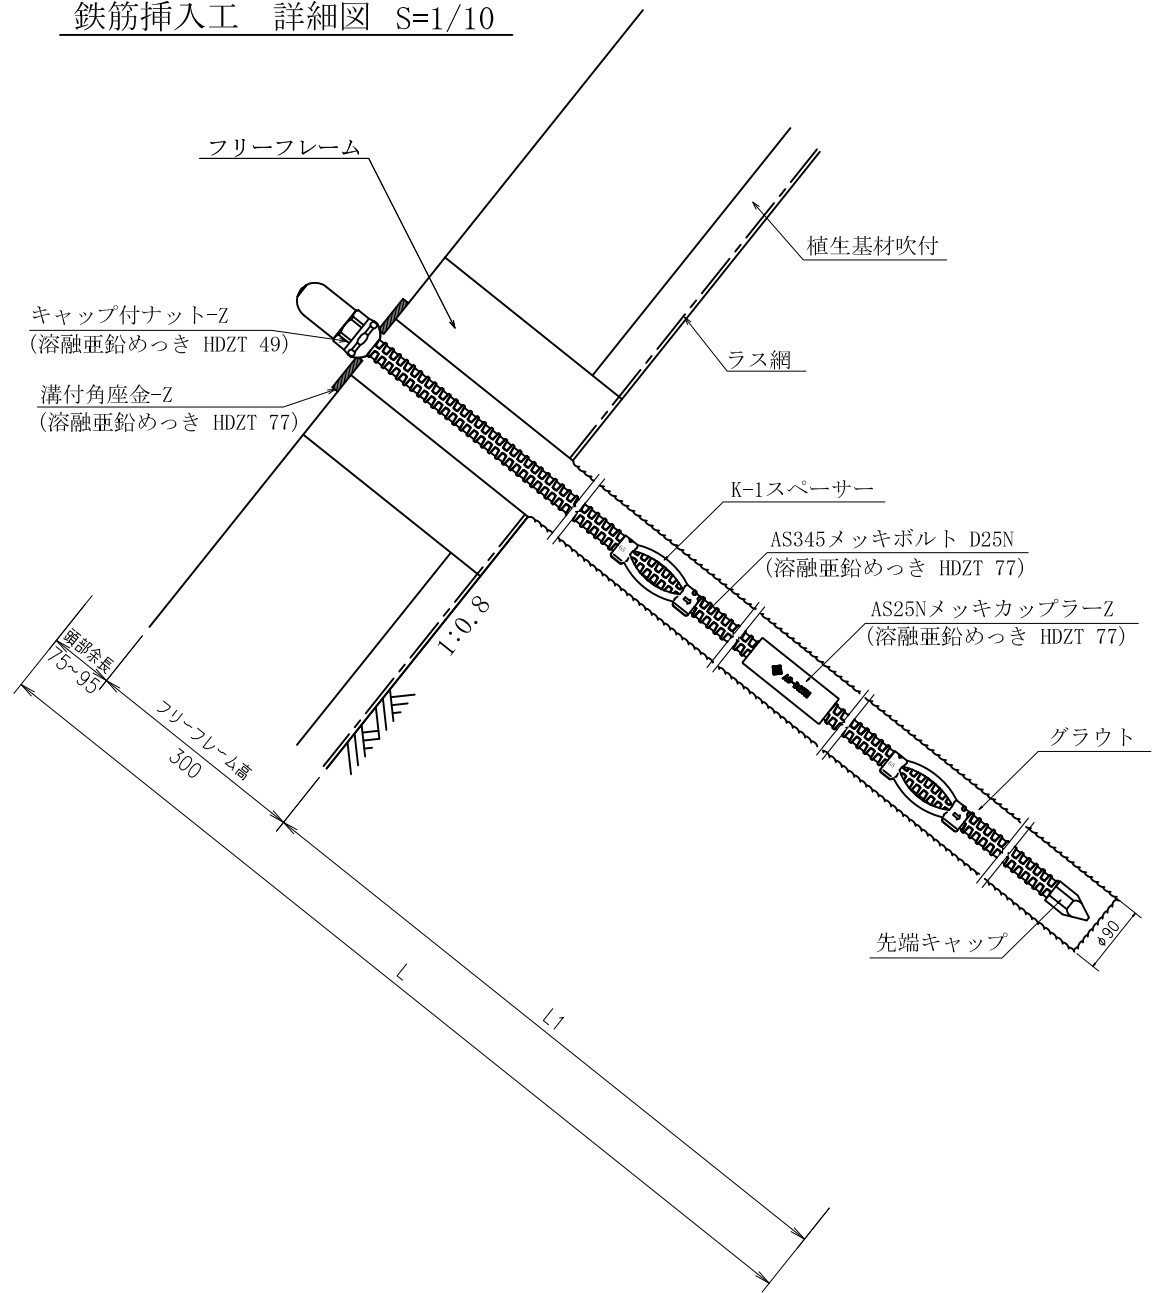 鉄筋挿入工　詳細図 S=1/10
フリーフレーム
植生基材吹付
キャップ付ナット-Z
(溶融亜鉛めっき HDZT 49)
ラス網
溝付角座金-Z
(溶融亜鉛めっき HDZT 77)
K-1スペーサー
AS345メッキボルト D25N
(溶融亜鉛めっき HDZT 77)
AS25NメッキカップラーZ
(溶融亜鉛めっき HDZT 77)
1:0.8
頭部余長
75~95
フリーフレーム高
300
グラウト
先端キャップ
φ90
L
L1